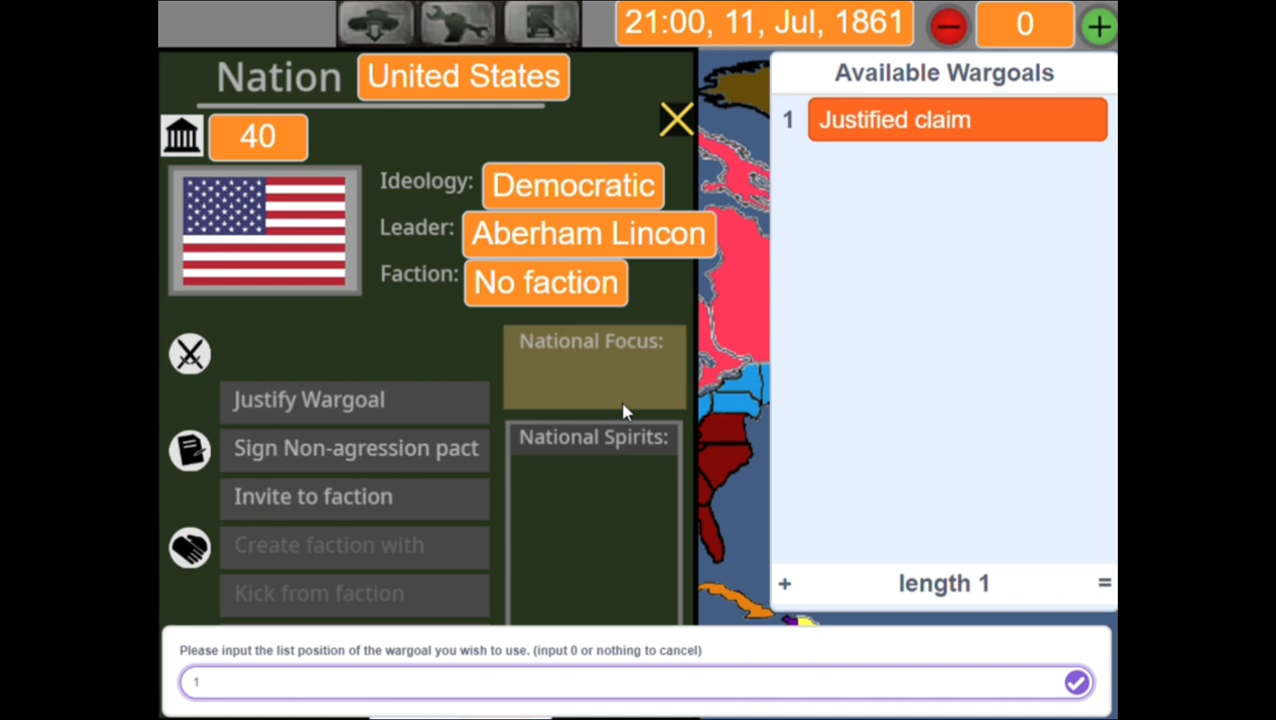 21:00, 11, Jul, 1861
0
Nation United States
40
Ideology: Democratic
Leader: Aberham Lincon
Faction: No faction
National Focus:
Justify Wargoal
National Spirits:
Sign Non-agression pact
Invite to faction
Create faction with
Kick from faction
Available Wargoals
1 Justified claim
+ length 1 =
Please input the list position of the wargoal you wish to use. (input 0 or nothing to cancel)
1